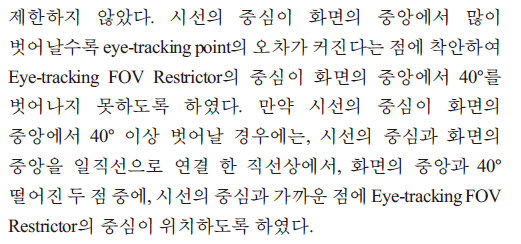 제한하지 않았다. 시선의 중심이 화면의 중앙에서 많이
벗어날수록 eye-tracking point의 오차가 커진다는 점에 착안하여
Eye-tracking FOV Restrictor의 중심이 화면의 중앙에서 40°를
벗어나지 못하도록 하였다. 만약 시선의 중심이 화면의
중앙에서 40° 이상 벗어날 경우에는, 시선의 중심과 화면의
중앙을 일직선으로 연결 한 직선상에서, 화면의 중앙과 40°
떨어진 두 점 중에, 시선의 중심과 가까운 점에 Eye-tracking FOV
Restrictor의 중심이 위치하도록 하였다.